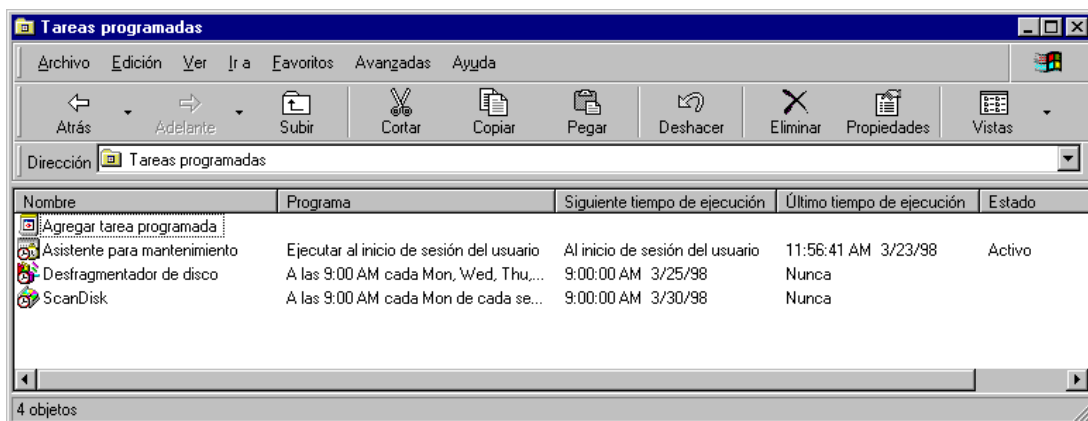 Tareas programadas
Archivo Edición Ver Ir a Favoritos Avanzadas Ayuda
Atrás Adelante Subir Cortar Copiar Pegar Deshacer Eliminar Propiedades Vistas
Dirección Tareas programadas
Nombre Programa Siguiente tiempo de ejecución Último tiempo de ejecución Estado
Agregar tarea programada
Asistente para mantenimiento Ejecutar al inicio de sesión del usuario Al inicio de sesión del usuario 11:56:41 AM 3/23/98 Activo
Desfragmentador de disco A las 9:00 AM cada Mon, Wed, Thu,... 9:00:00 AM 3/25/98 Nunca
ScanDisk A las 9:00 AM cada Mon de cada se... 9:00:00 AM 3/30/98 Nunca
4 objetos